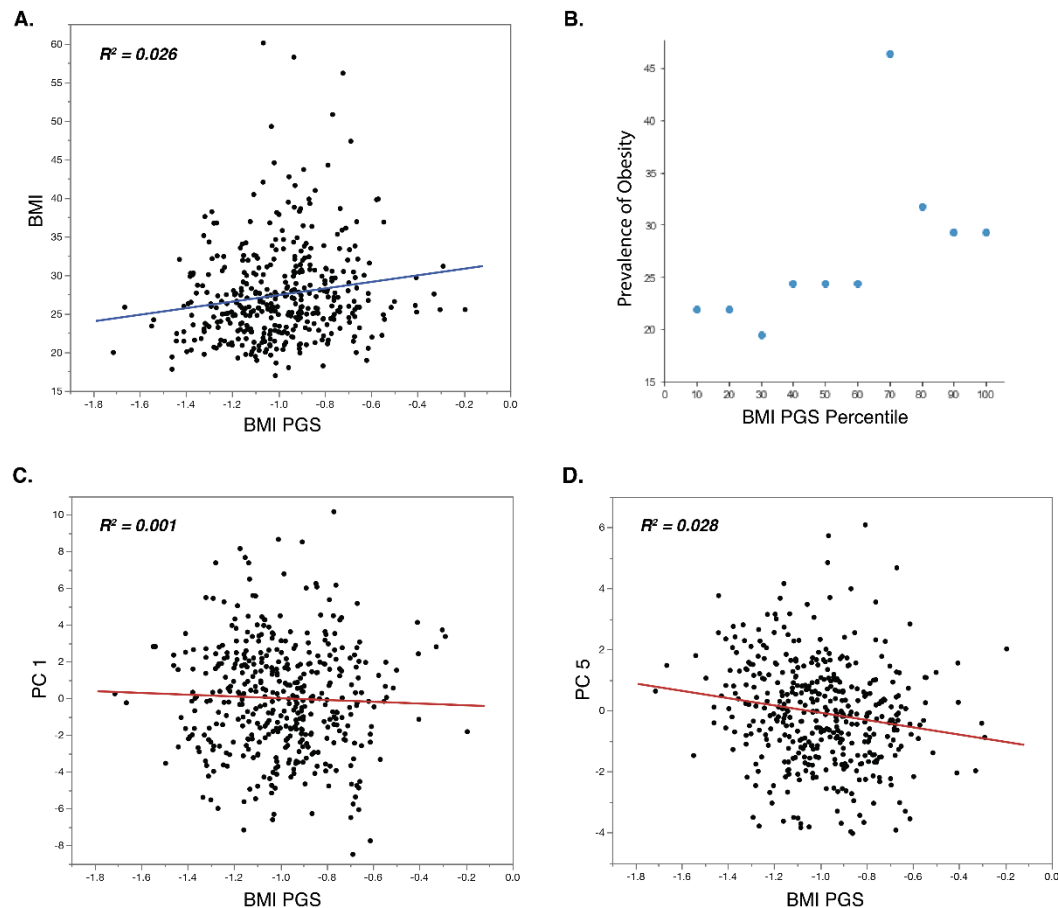 A.
R² = 0.026
60
55
50
45
40
35
30
25
20
15
BMI
-1.8 -1.6 -1.4 -1.2 -1.0 -0.8 -0.6 -0.4 -0.2 0.0
BMI PGS
B.
45
40
35
30
25
20
15
Prevalence of Obesity
0 10 20 30 40 50 60 70 80 90 100
BMI PGS Percentile
C.
R² = 0.001
10
8
6
4
2
0
-2
-4
-6
-8
PC 1
-1.8 -1.6 -1.4 -1.2 -1.0 -0.8 -0.6 -0.4 -0.2 0.0
BMI PGS
D.
R² = 0.028
6
4
2
0
-2
-4
PC 5
-1.8 -1.6 -1.4 -1.2 -1.0 -0.8 -0.6 -0.4 -0.2 0.0
BMI PGS